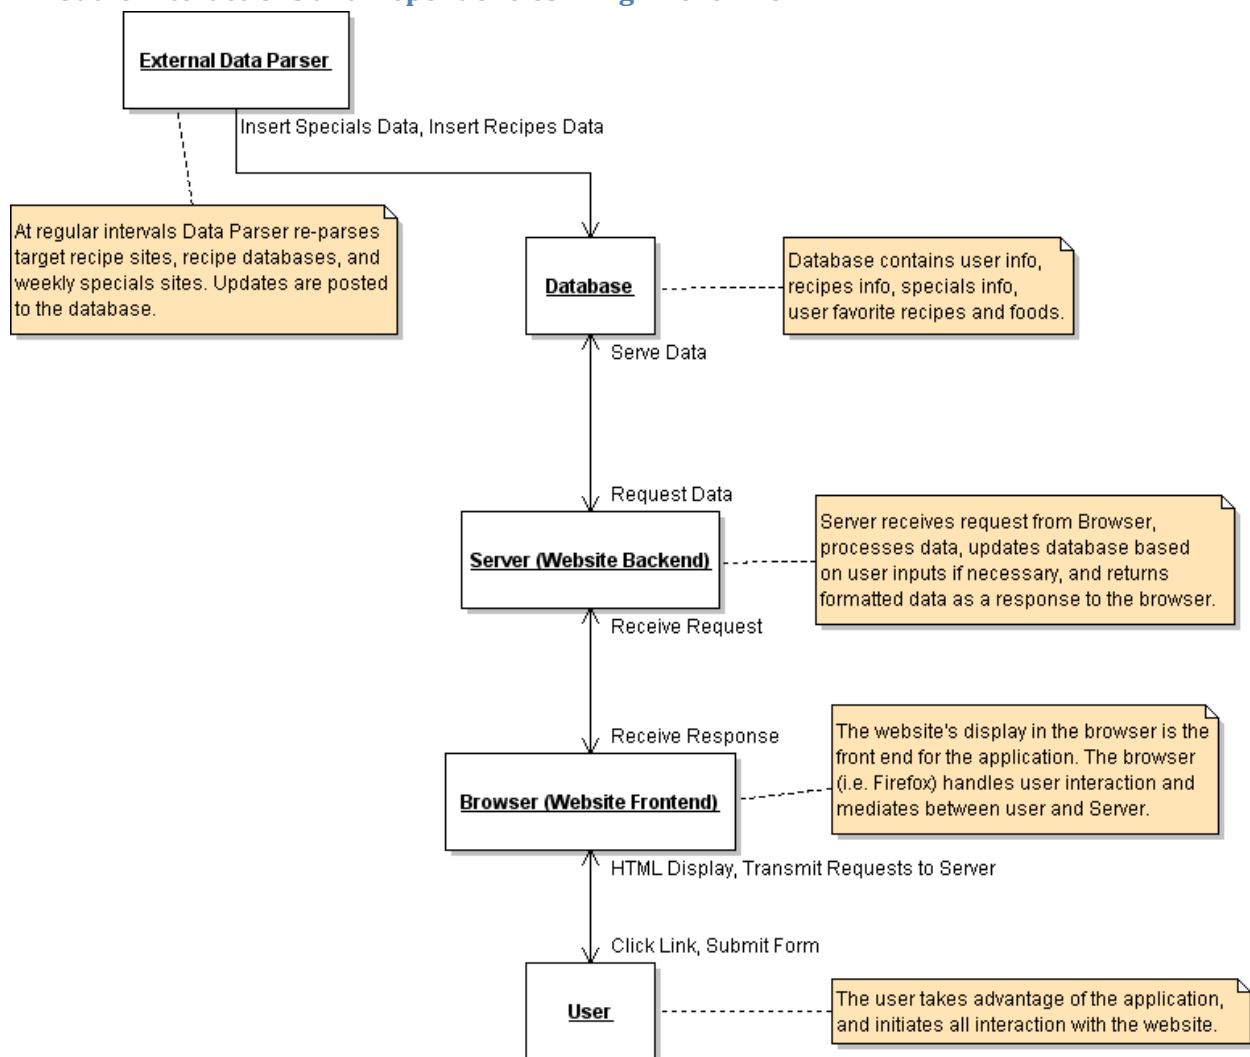 External Data Parser
Insert Specials Data, Insert Recipes Data
At regular intervals Data Parser re-parses
target recipe sites, recipe databases, and
weekly specials sites. Updates are posted
to the database.
Database
Database contains user info,
recipes info, specials info,
user favorite recipes and foods.
Serve Data
Request Data
Server (Website Backend)
Server receives request from Browser,
processes data, updates database based
on user inputs if necessary, and returns
formatted data as a response to the browser.
Receive Request
Receive Response
Browser (Website Frontend)
The website's display in the browser is the
front end for the application. The browser
(i.e. Firefox) handles user interaction and
mediates between user and Server.
HTML Display, Transmit Requests to Server
Click Link, Submit Form
User
The user takes advantage of the application,
and initiates all interaction with the website.